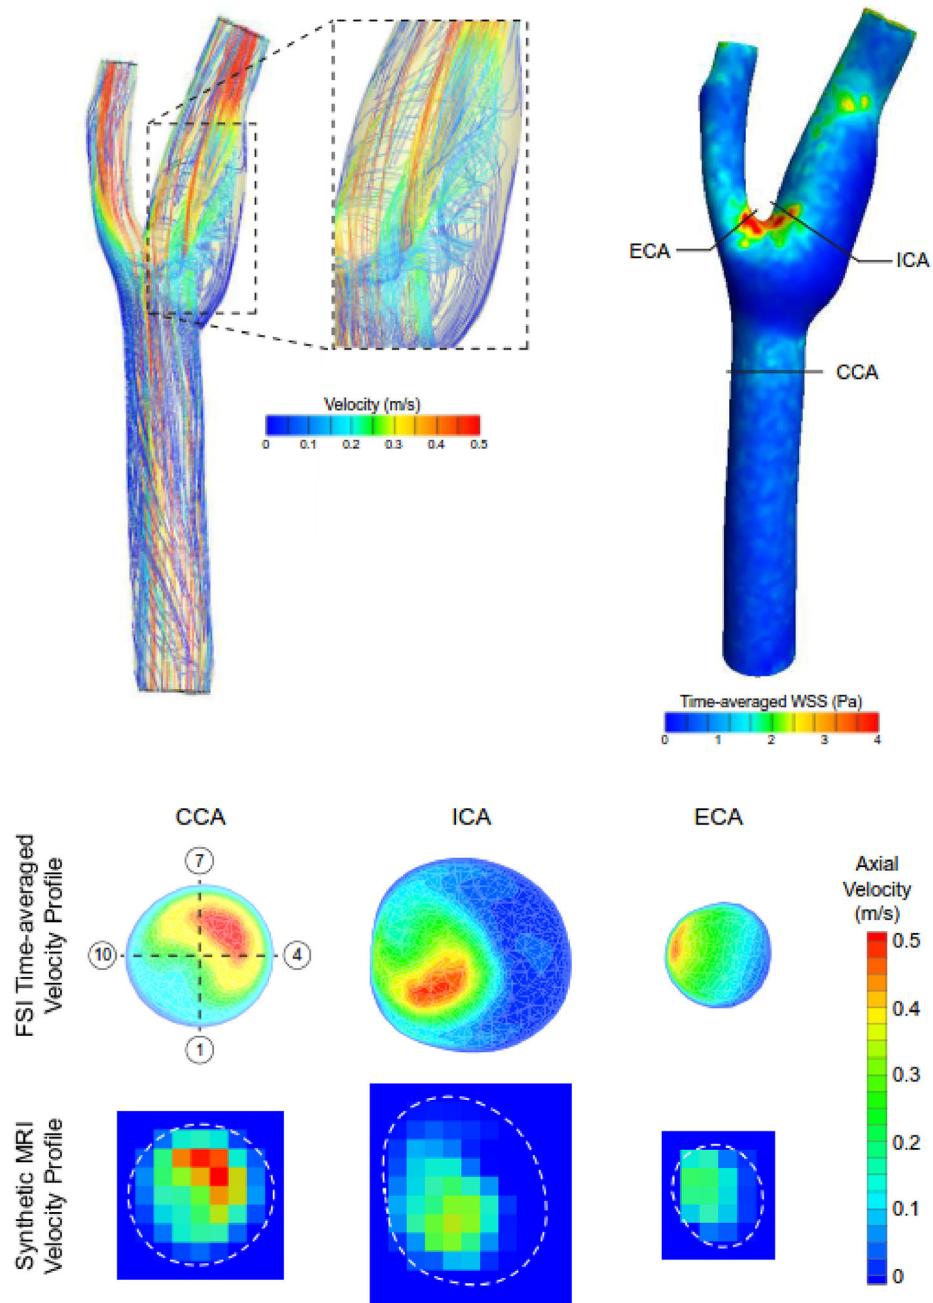 ECA
ICA
CCA
Velocity (m/s)
0 0.1 0.2 0.3 0.4 0.5
Time-averaged WSS (Pa)
0 1 2 3 4
CCA
ICA
ECA
FSI Time-averaged
Velocity Profile
7
10
4
1
Axial
Velocity
(m/s)
0.5
0.4
0.3
0.2
0.1
0
Synthetic MRI
Velocity Profile